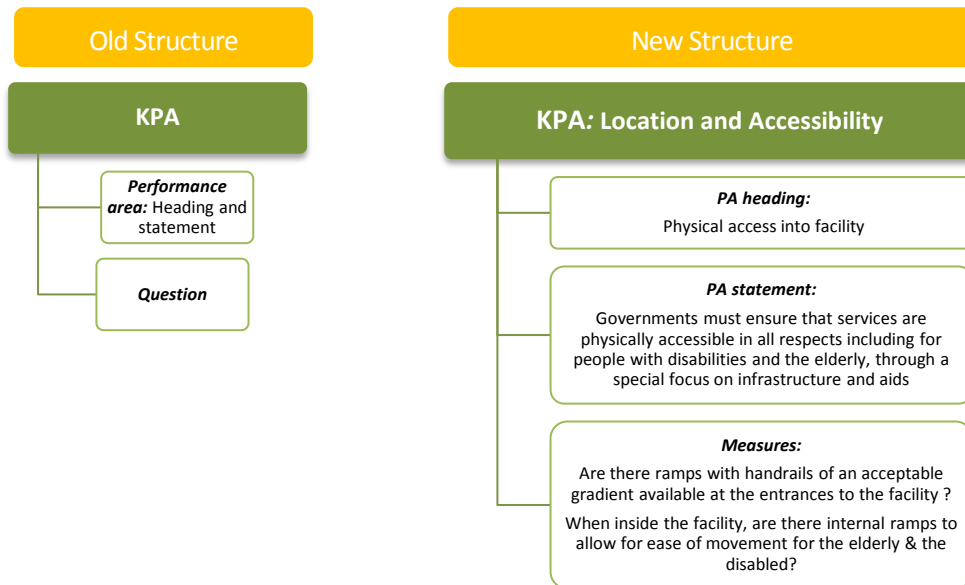 Old Structure
KPA
Performance
area: Heading and
statement
Question
New Structure
KPA: Location and Accessibility
PA heading:
Physical access into facility
PA statement:
Governments must ensure that services are
physically accessible in all respects including for
people with disabilities and the elderly, through a
special focus on infrastructure and aids
Measures:
Are there ramps with handrails of an acceptable
gradient available at the entrances to the facility ?
When inside the facility, are there internal ramps to
allow for ease of movement for the elderly & the
disabled?